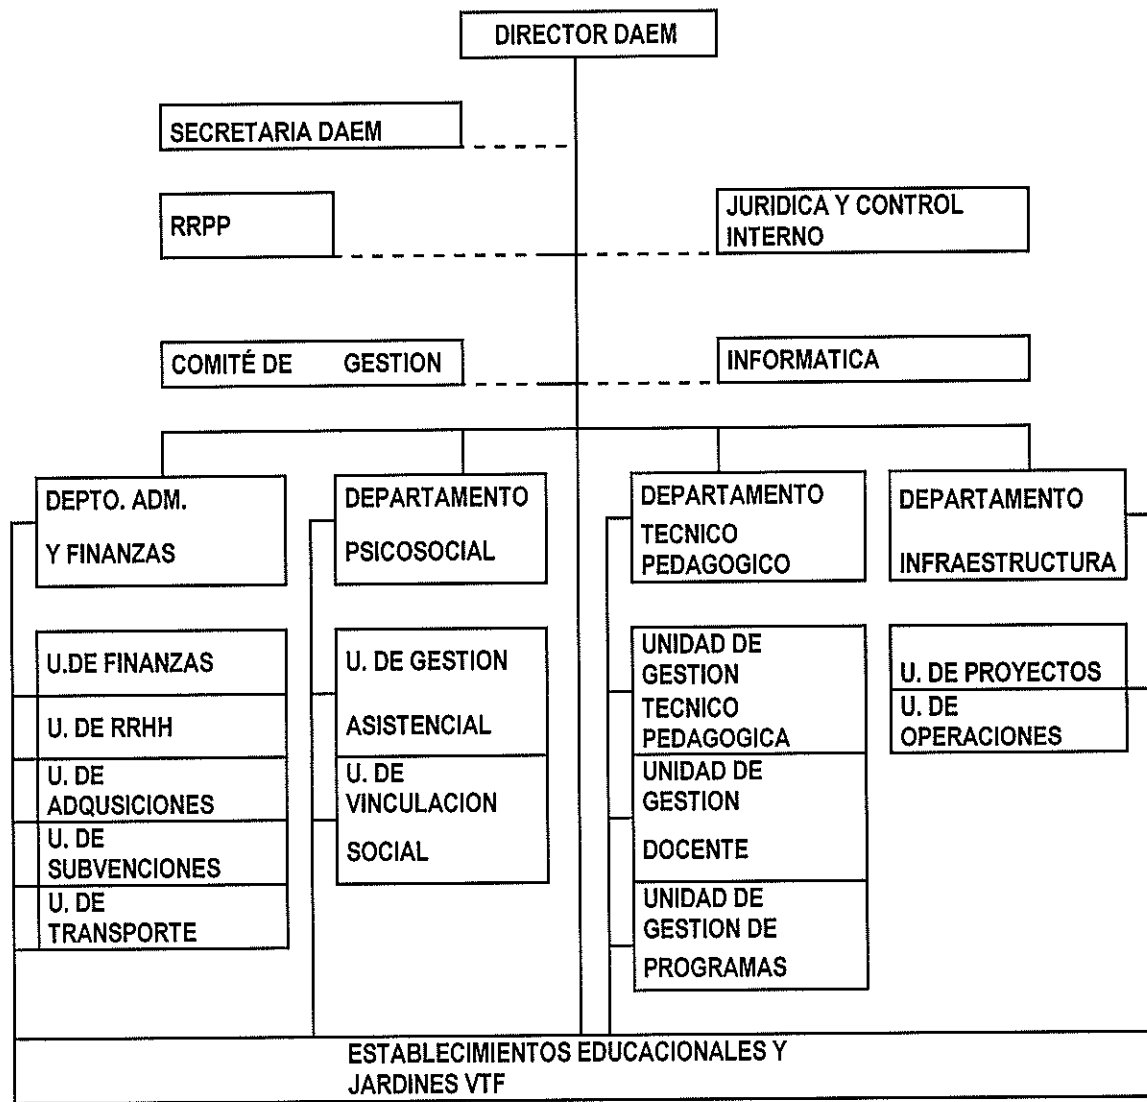 DIRECTOR DAEM
SECRETARIA DAEM
RRPP
JURIDICA Y CONTROL
INTERNO
COMITÉ DE GESTION
INFORMATICA
DEPTO. ADM.
Y FINANZAS
DEPARTAMENTO
PSICOSOCIAL
DEPARTAMENTO
TECNICO
PEDAGOGICO
DEPARTAMENTO
INFRAESTRUCTURA
U.DE FINANZAS
U. DE RRHH
U. DE
ADQUSICIONES
U. DE
SUBVENCIONES
U. DE
TRANSPORTE
U. DE GESTION
ASISTENCIAL
U. DE
VINCULACION
SOCIAL
UNIDAD DE
GESTION
TECNICO
PEDAGOGICA
UNIDAD DE
GESTION
DOCENTE
UNIDAD DE
GESTION DE
PROGRAMAS
U. DE PROYECTOS
U. DE
OPERACIONES
ESTABLECIMIENTOS EDUCACIONALES Y
JARDINES VTF